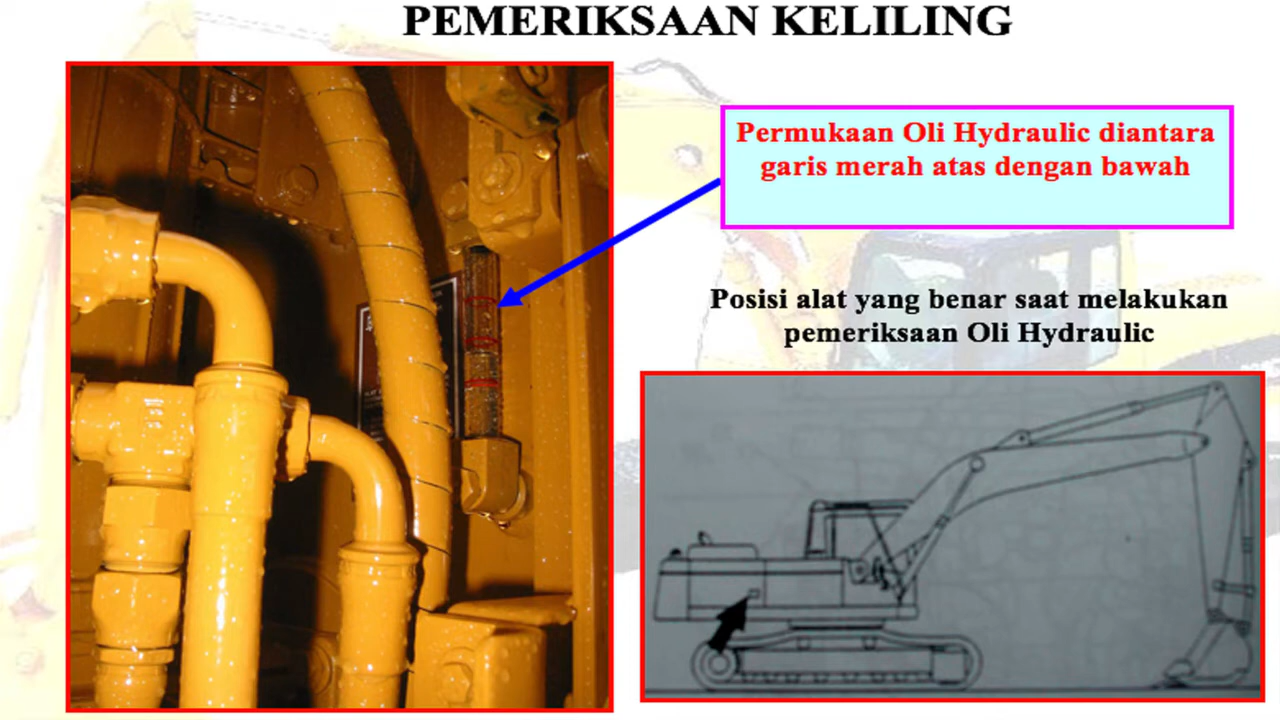 PEMERIKSAAN KELILING
Permukaan Oli Hydraulic diantara
garis merah atas dengan bawah
Posisi alat yang benar saat melakukan
pemeriksaan Oli Hydraulic